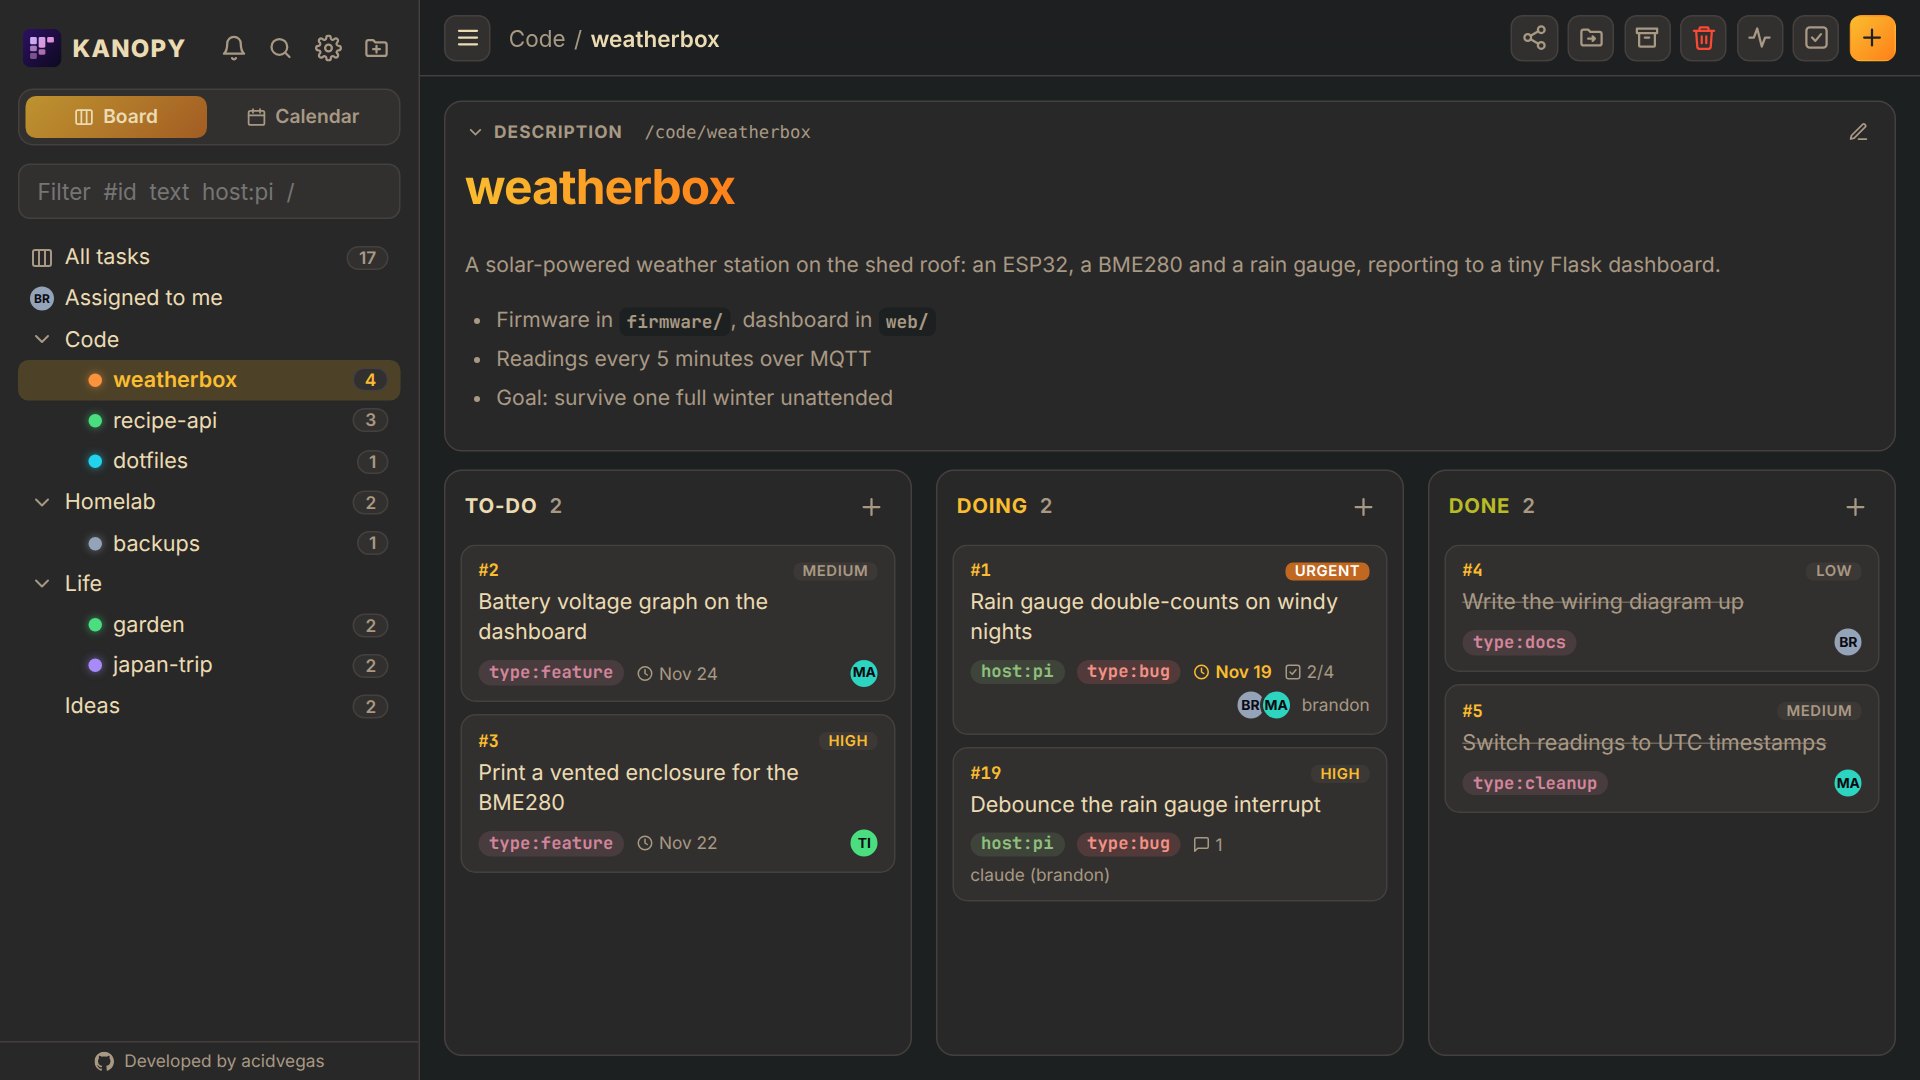 KANOPY
Board
Calendar
Filter #id text host:pi /
All tasks 17
BR Assigned to me
Code
weatherbox 4
recipe-api 3
dotfiles 1
Homelab 2
backups 1
Life
garden 2
japan-trip 2
Ideas 2
Developed by acidvegas
Code / weatherbox
DESCRIPTION /code/weatherbox
weatherbox
A solar-powered weather station on the shed roof: an ESP32, a BME280 and a rain gauge, reporting to a tiny Flask dashboard.
• Firmware in firmware/, dashboard in web/
• Readings every 5 minutes over MQTT
• Goal: survive one full winter unattended
TO-DO 2
#2 MEDIUM
Battery voltage graph on the
dashboard
type:feature Nov 24 MA
#3 HIGH
Print a vented enclosure for the
BME280
type:feature Nov 22 TI
DOING 2
#1 URGENT
Rain gauge double-counts on windy
nights
host:pi type:bug Nov 19 2/4
BR MA brandon
#19 HIGH
Debounce the rain gauge interrupt
host:pi type:bug 1
claude (brandon)
DONE 2
#4 LOW
Write the wiring diagram up
type:docs BR
#5 MEDIUM
Switch readings to UTC timestamps
type:cleanup MA